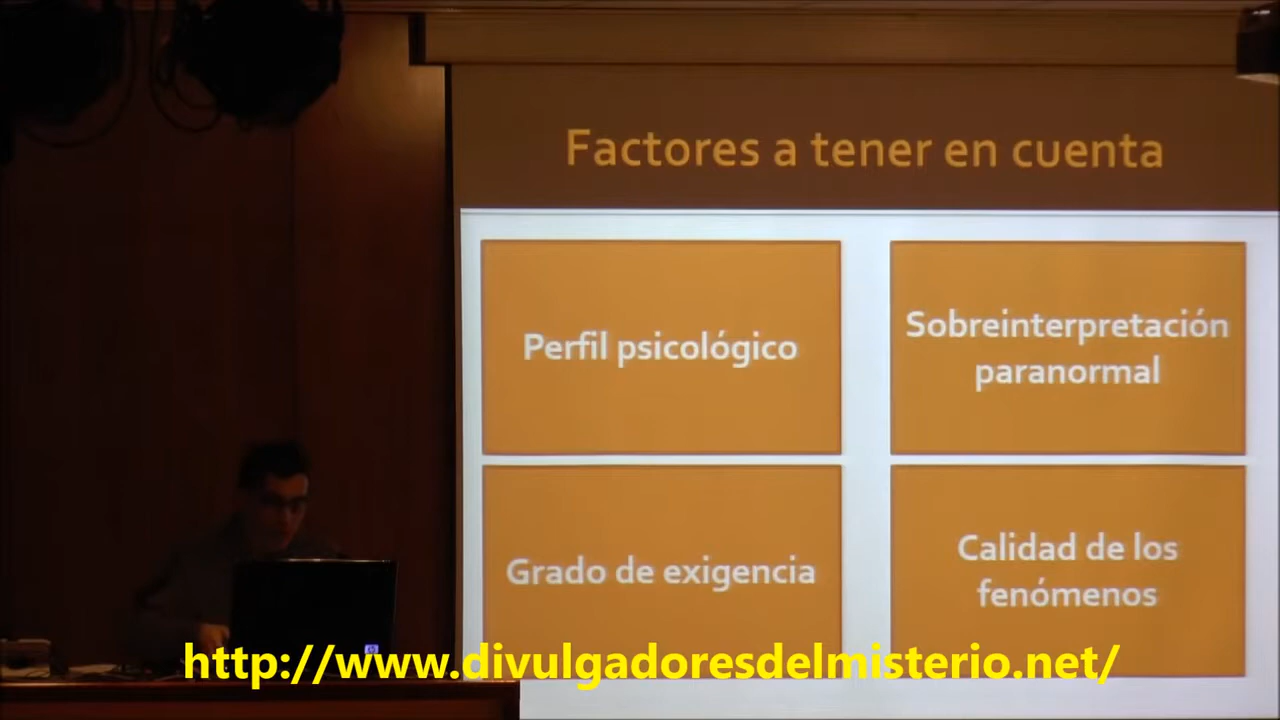 Factores a tener en cuenta
Perfil psicológico
Sobreinterpretación
paranormal
Grado de exigencia
Calidad de los
fenómenos
http://www.divulgadoresdelmisterio.net/